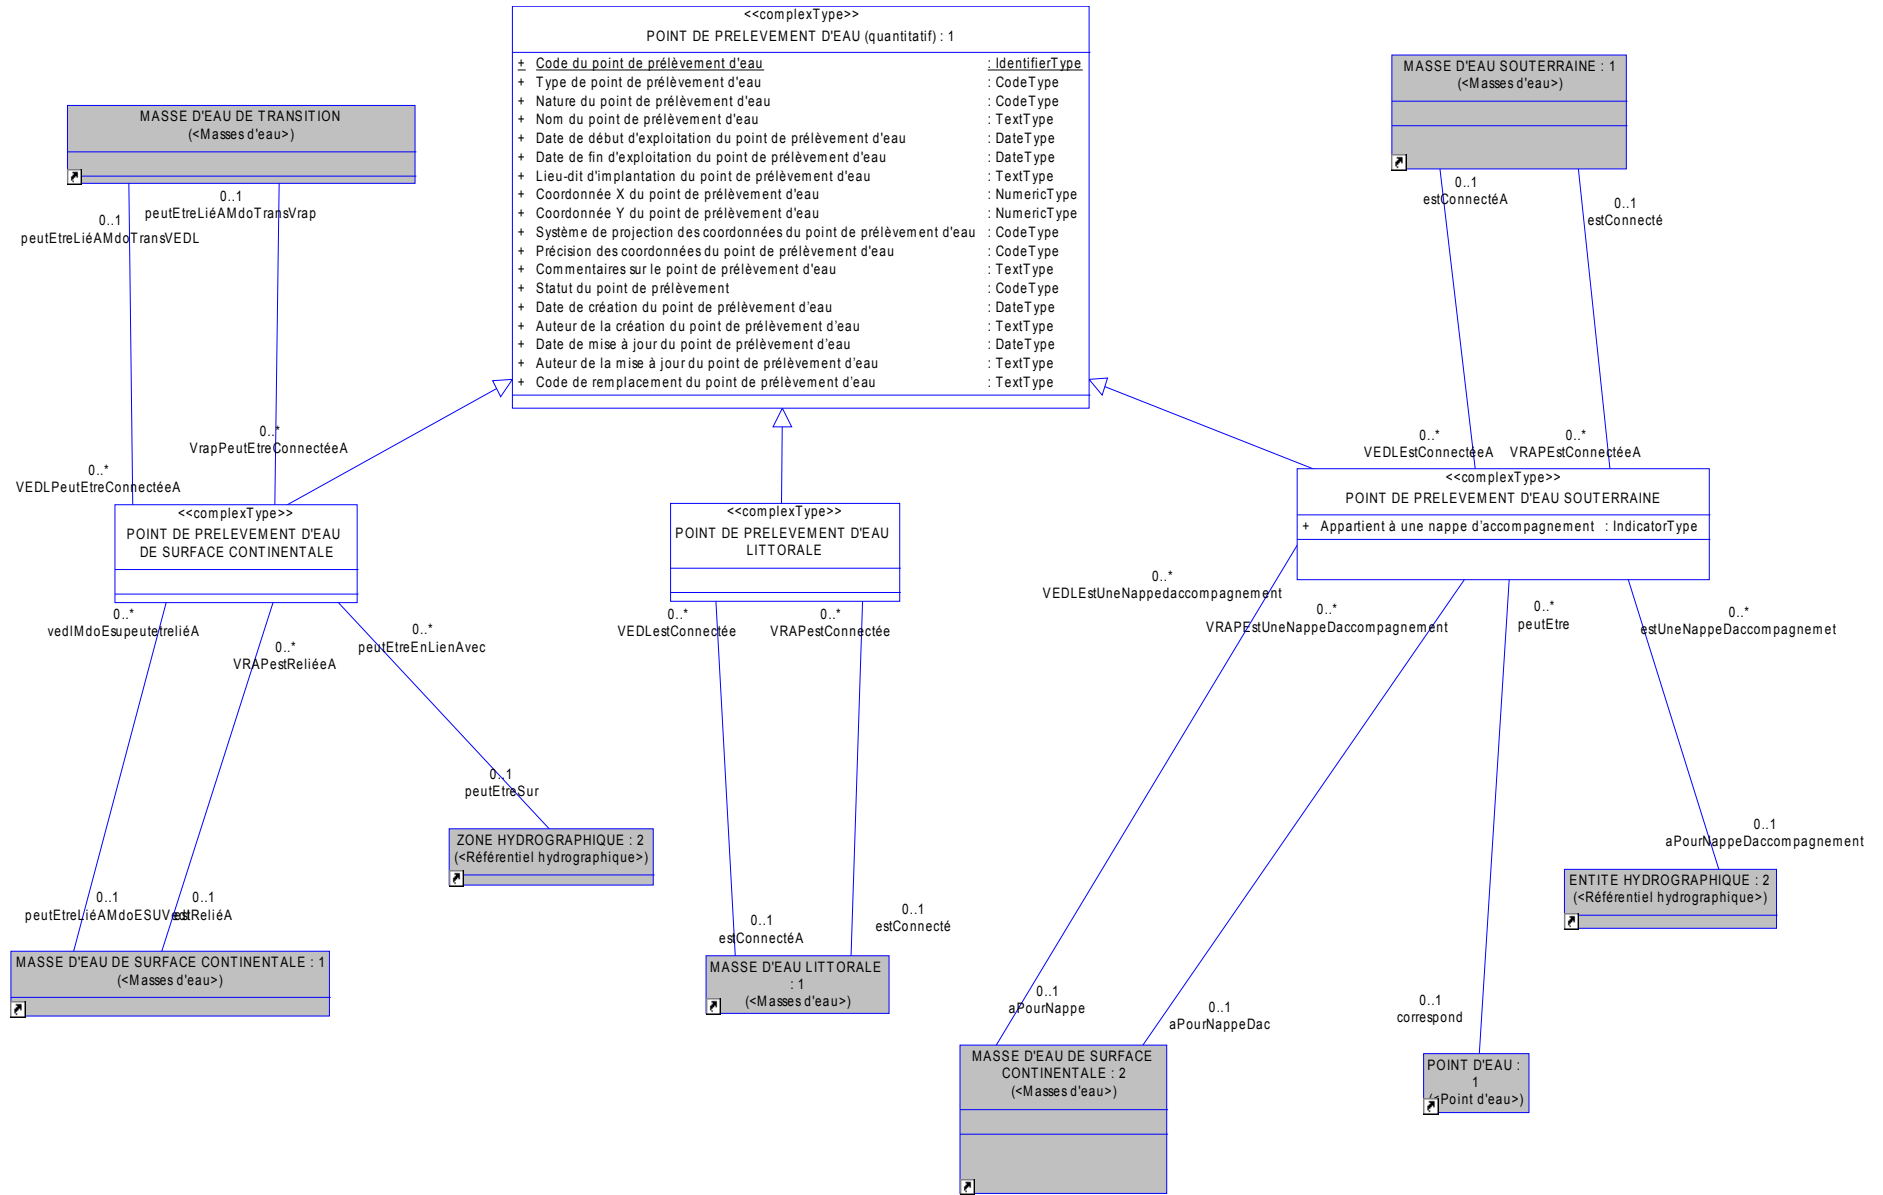 <<complexType>>
POINT DE PRELEVEMENT D'EAU (quantitatif) : 1
+ Code du point de prélèvement d'eau : IdentifierType
+ Type de point de prélèvement d'eau : CodeType
+ Nature du point de prélèvement d'eau : CodeType
+ Nom du point de prélèvement d'eau : TextType
+ Date de début d'exploitation du point de prélèvement d'eau : DateType
+ Date de fin d'exploitation du point de prélèvement d'eau : DateType
+ Lieu-dit d'implantation du point de prélèvement d'eau : TextType
+ Coordonnée X du point de prélèvement d'eau : NumericType
+ Coordonnée Y du point de prélèvement d'eau : NumericType
+ Système de projection des coordonnées du point de prélèvement d'eau : CodeType
+ Précision des coordonnées du point de prélèvement d'eau : CodeType
+ Commentaires sur le point de prélèvement d'eau : TextType
+ Statut du point de prélèvement : CodeType
+ Date de création du point de prélèvement d'eau : DateType
+ Auteur de la création du point de prélèvement d'eau : TextType
+ Date de mise à jour du point de prélèvement d'eau : DateType
+ Auteur de la mise à jour du point de prélèvement d'eau : TextType
+ Code de remplacement du point de prélèvement d'eau : TextType
MASSE D'EAU DE TRANSITION
(<Masses d'eau>)
0..1
peutEtreLiéAMdoTransVrap
0..1
peutEtreLiéAMdoTransVEDL
MASSE D'EAU SOUTERRAINE : 1
(<Masses d'eau>)
0..1
estConnectéA
0..1
estConnecté
0..*
VrapPeutEtreConnectéeA
0..*
VEDLPeutEtreConnectéeA
0..*
VEDLEstConnectéeA
0..*
VRAPEstConnectéeA
<<complexType>>
POINT DE PRELEVEMENT D'EAU
DE SURFACE CONTINENTALE
<<complexType>>
POINT DE PRELEVEMENT D'EAU
LITTORALE
<<complexType>>
POINT DE PRELEVEMENT D'EAU SOUTERRAINE
+ Appartient à une nappe d'accompagnement : IndicatorType
0..*
vedlMdoEsupeutetreliéA
0..*
VRAPestReliéeA
0..*
peutEtreEnLienAvec
0..*
VEDLestConnectée
0..*
VRAPestConnectée
0..*
VEDLEstUneNappedaccompagnement
0..*
VRAPEstUneNappeDaccompagnement
0..*
peutEtre
0..*
estUneNappeDaccompagnemet
0..1
peutEtreSur
ZONE HYDROGRAPHIQUE : 2
(<Référentiel hydrographique>)
0..1
aPourNappeDaccompagnement
ENTITE HYDROGRAPHIQUE : 2
(<Référentiel hydrographique>)
0..1
peutEtreLiéAMdoESUVedl
0..1
estReliéA
MASSE D'EAU DE SURFACE CONTINENTALE : 1
(<Masses d'eau>)
0..1
estConnectéA
0..1
estConnecté
MASSE D'EAU LITTORALE
: 1
(<Masses d'eau>)
0..1
aPourNappe
0..1
aPourNappeDac
0..1
correspond
MASSE D'EAU DE SURFACE
CONTINENTALE : 2
(<Masses d'eau>)
POINT D'EAU :
1
(<Point d'eau>)